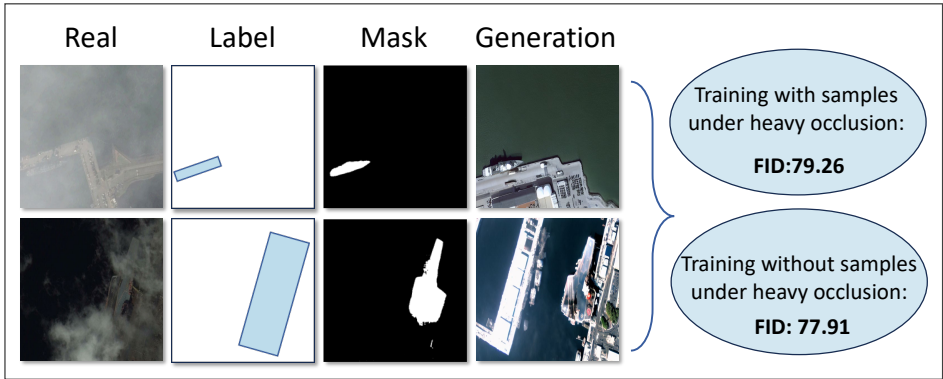 Real Label Mask Generation
Training with samples
under heavy occlusion:
FID:79.26
Training without samples
under heavy occlusion:
FID: 77.91